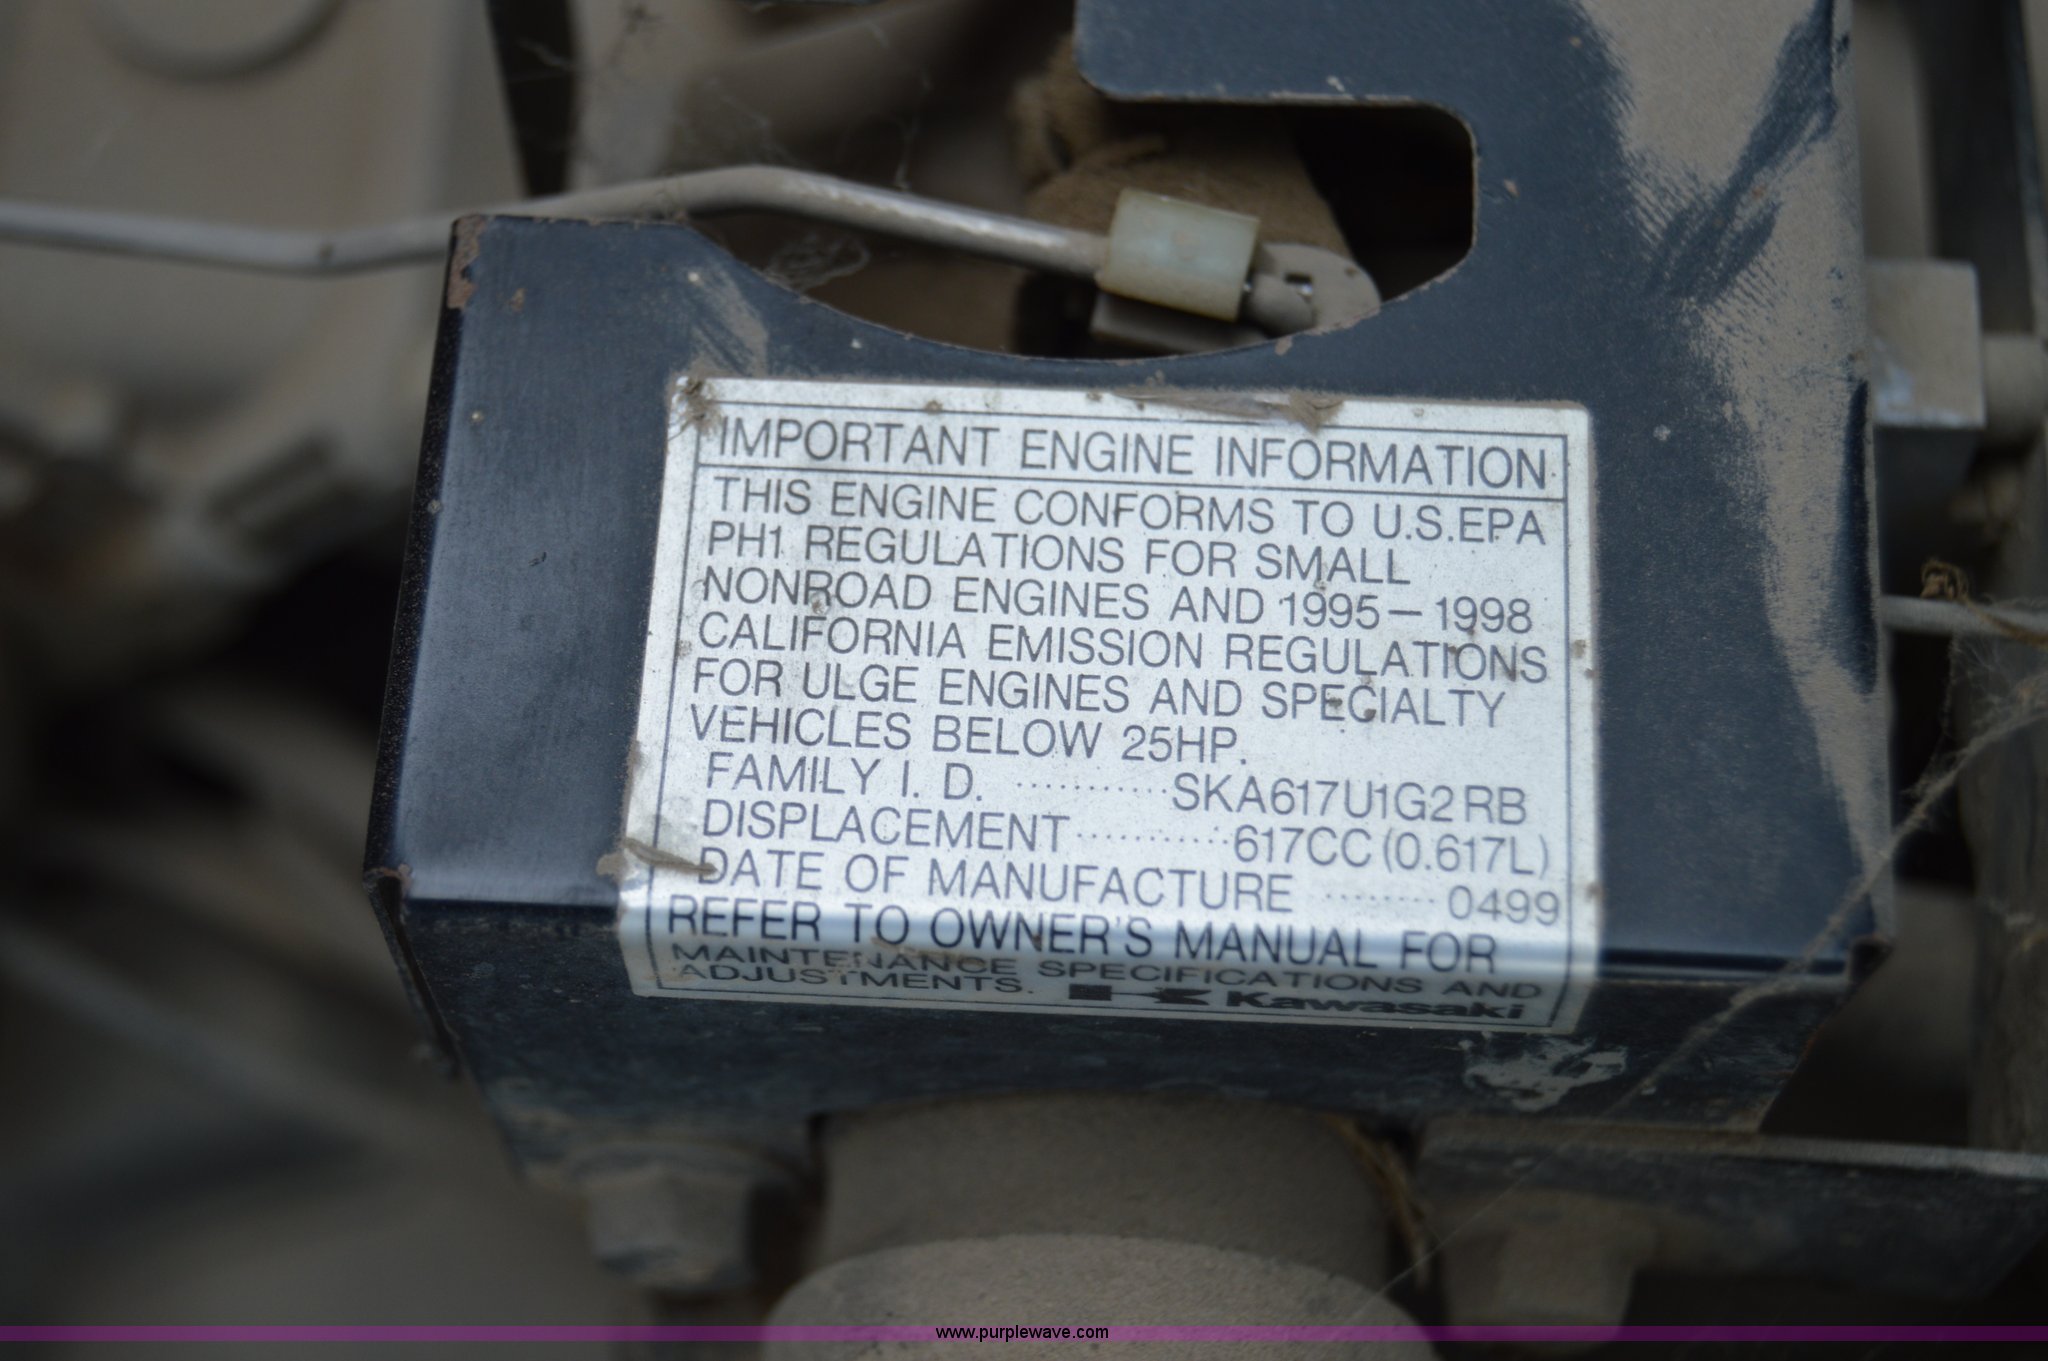 IMPORTANT ENGINE INFORMATION
THIS ENGINE CONFORMS TO U.S.EPA
PH1 REGULATIONS FOR SMALL
NONROAD ENGINES AND 1995-1998
CALIFORNIA EMISSION REGULATIONS
FOR ULGE ENGINES AND SPECIALTY
VEHICLES BELOW 25HP.
FAMILY I. D. ............ SKA617U1G2RB
DISPLACEMENT ............ 617CC (0.617L)
DATE OF MANUFACTURE ......... 0499
REFER TO OWNER'S MANUAL FOR
MAINTENANCE SPECIFICATIONS AND
ADJUSTMENTS. Kawasaki
www.purplewave.com